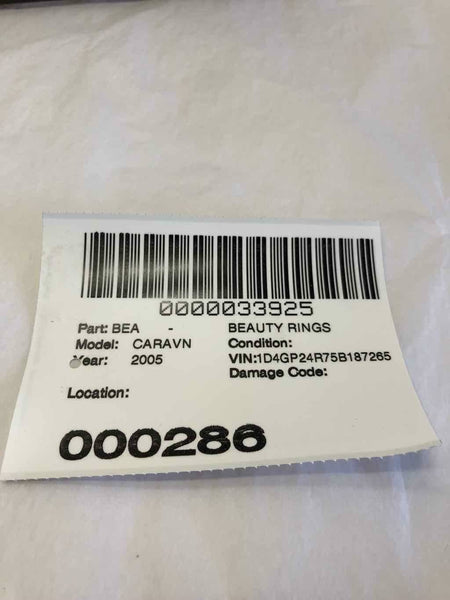 0000033925
Part: BEA - BEAUTY RINGS
Model: CARAVN Condition:
Year: 2005 VIN:1D4GP24R75B187265
Damage Code:
Location:
000286